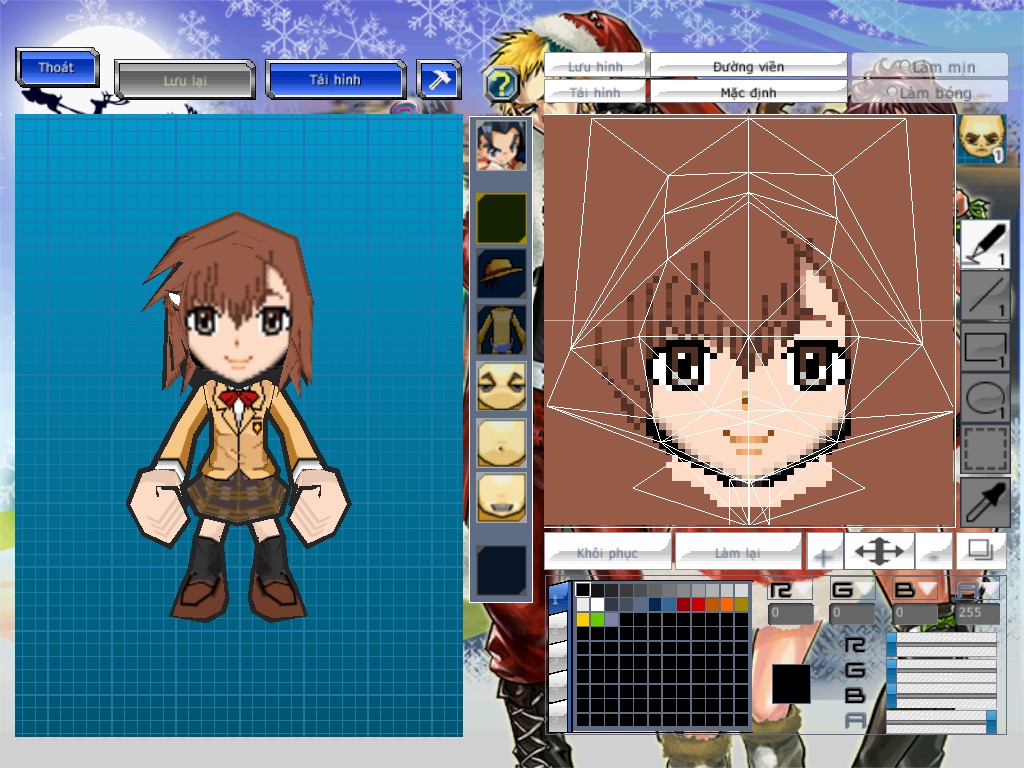 Thoát
Lưu lại
Tải hình
?
Lưu hình
Đường viền
Làm mịn
Tải hình
Mặc định
Làm bóng
1
1
1
1
1
Khôi phục
Làm lại
+
-
1
R
G
B
A
0
0
0
255
R
G
B
A